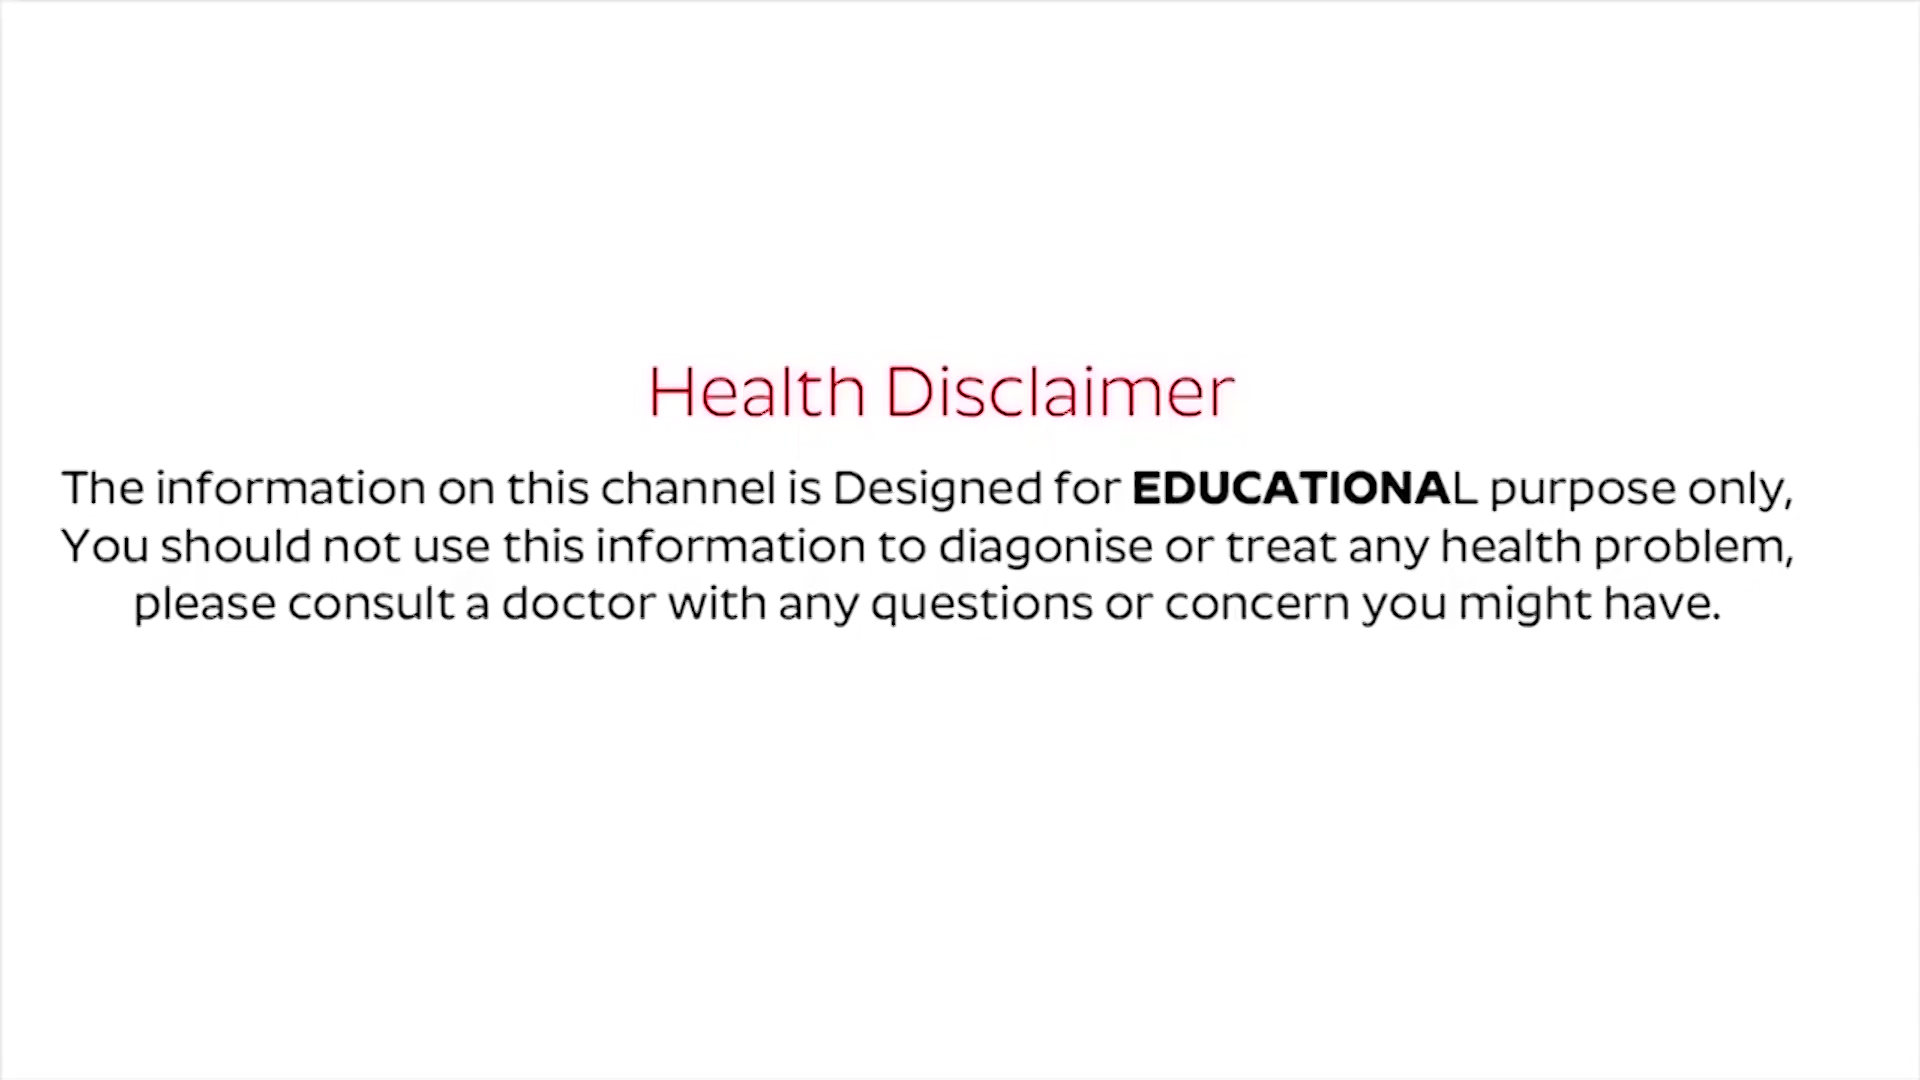 Health Disclaimer
The information on this channel is Designed for EDUCATIONAL purpose only,
You should not use this information to diagonise or treat any health problem,
please consult a doctor with any questions or concern you might have.